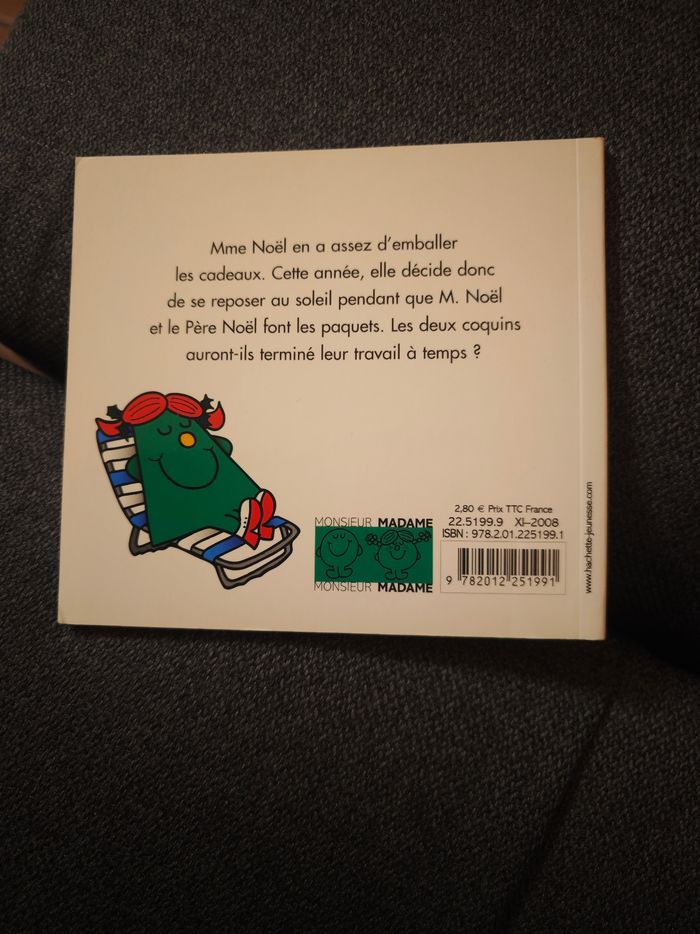 Mme Noël en a assez d'emballer
les cadeaux. Cette année, elle décide donc
de se reposer au soleil pendant que M. Noël
et le Père Noël font les paquets. Les deux coquins
auront-ils terminé leur travail à temps ?
MONSIEUR MADAME
MONSIEUR MADAME
2,80 € Prix TTC France
22.5199.9 XI-2008
ISBN : 978.2.01.225199.1
9 782012 251991
www.hachette-jeunesse.com